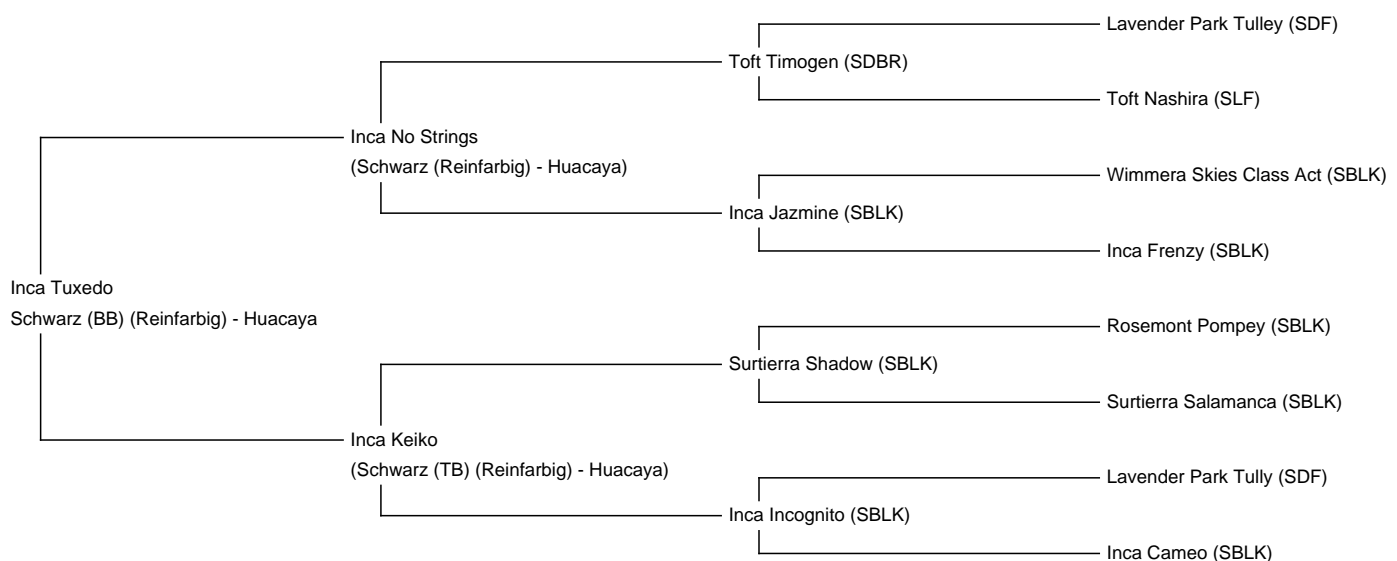 Lavender Park Tulley (SDF)
Toft Timogen (SDBR)
Toft Nashira (SLF)
Inca No Strings
(Schwarz (Reinfarbig) - Huacaya)
Wimmera Skies Class Act (SBLK)
Inca Jazmine (SBLK)
Inca Frenzy (SBLK)
Inca Tuxedo
Schwarz (BB) (Reinfarbig) - Huacaya
Rosemont Pompey (SBLK)
Surtierra Shadow (SBLK)
Surtierra Salamanca (SBLK)
Inca Keiko
(Schwarz (TB) (Reinfarbig) - Huacaya)
Lavender Park Tully (SDF)
Inca Incognito (SBLK)
Inca Cameo (SBLK)